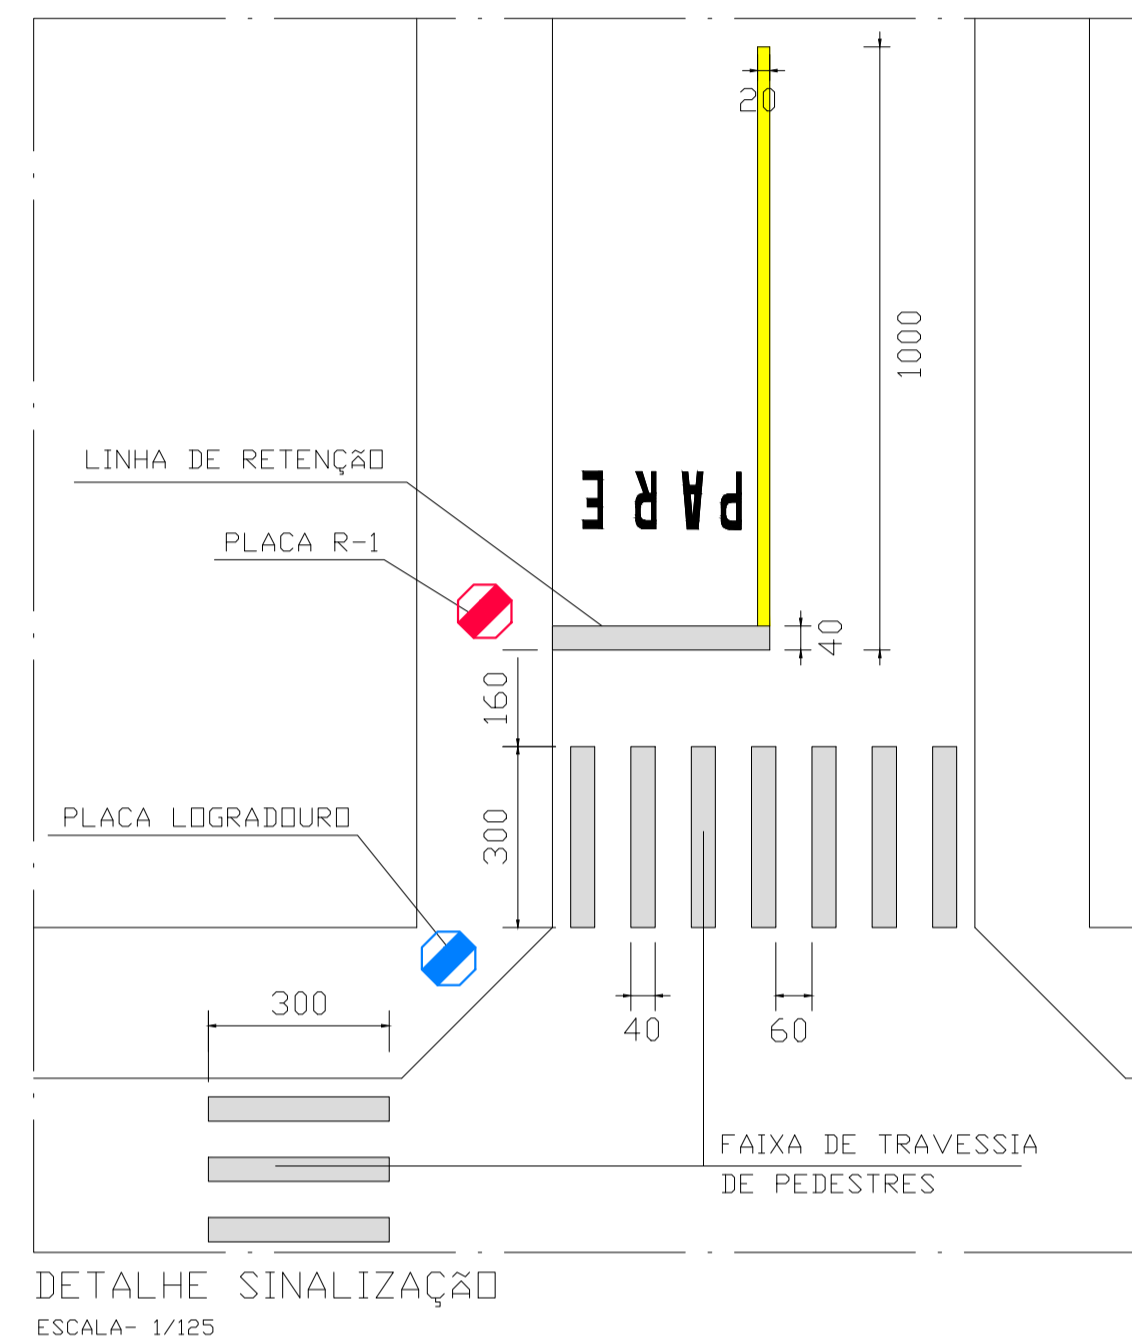 20
1000
LINHA DE RETENÇÃO
PARE
PLACA R-1
40
160
PLACA LOGRADOURO
300
300
40
60
FAIXA DE TRAVESSIA
DE PEDESTRES
DETALHE SINALIZAÇÃO
ESCALA- 1/125